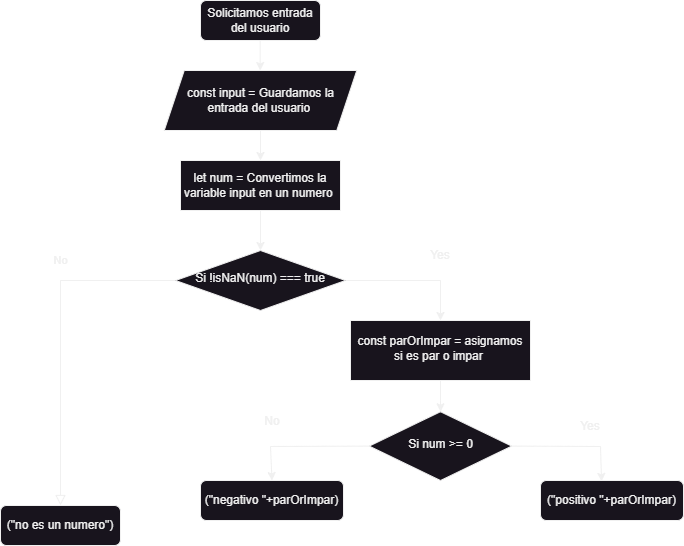 Solicitamos entrada
del usuario
const input = Guardamos la
entrada del usuario
let num = Convertimos la
variable input en un numero
No
Yes
Si !isNaN(num) === true
const parOrImpar = asignamos
si es par o impar
No
Yes
Si num >= 0
("negativo "+parOrImpar)
("positivo "+parOrImpar)
("no es un numero")